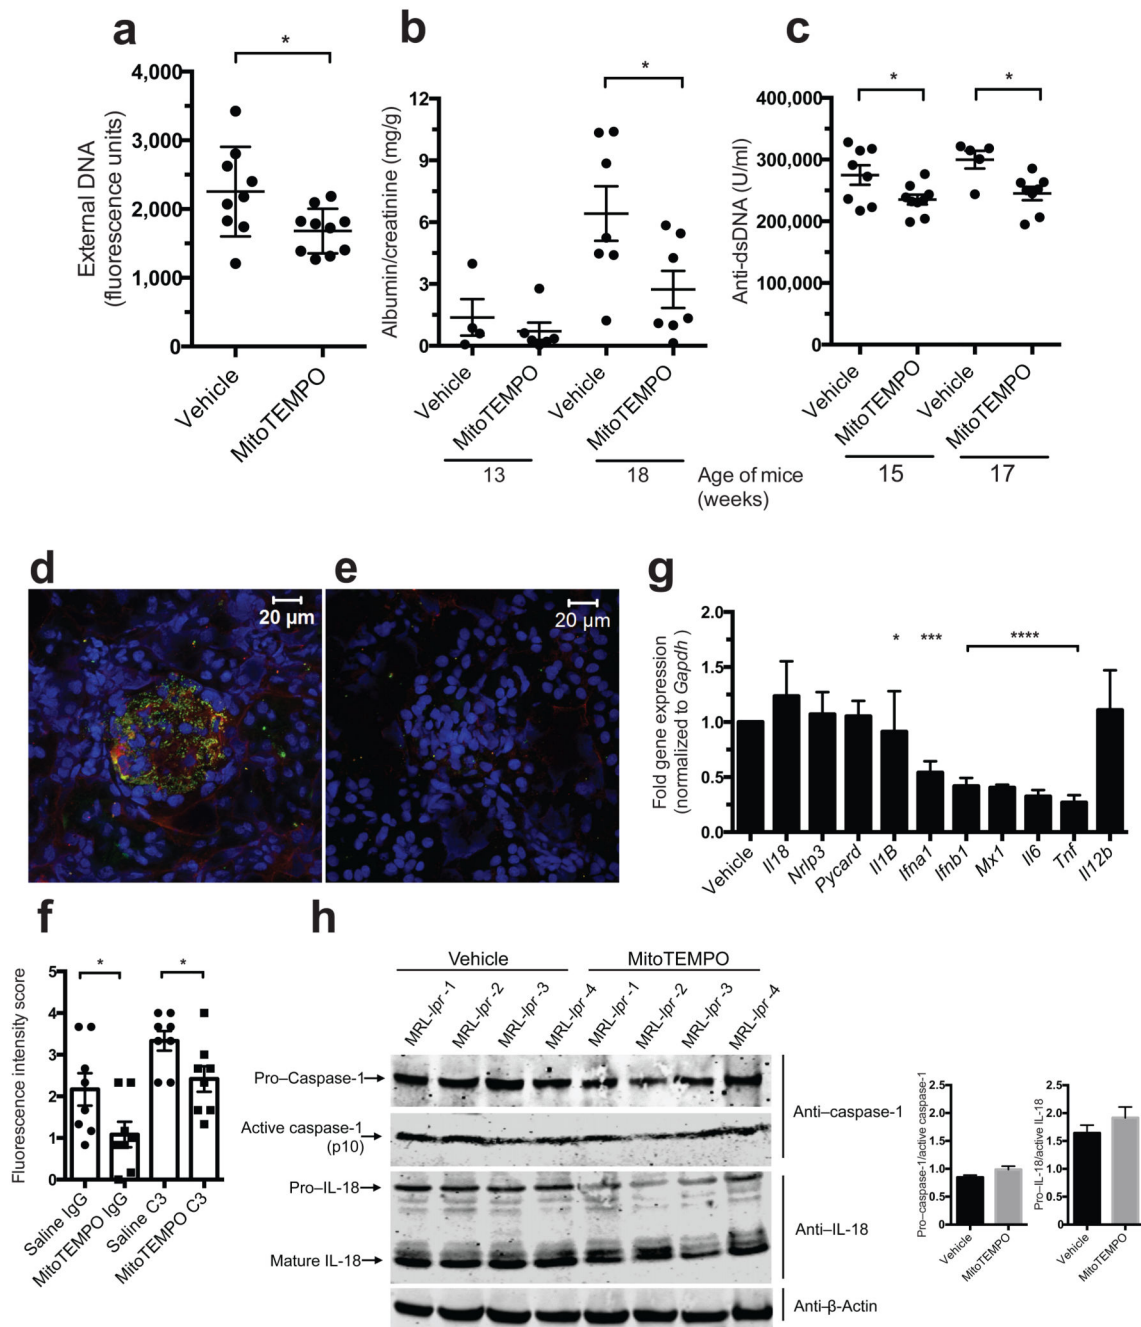 a
*
4,000
3,000
2,000
1,000
0
External DNA
(fluorescence units)
Vehicle
MitoTEMPO
b
*
12
9
6
3
0
Albumin/creatinine (mg/g)
Vehicle
MitoTEMPO
Vehicle
MitoTEMPO
13
18
Age of mice
(weeks)
c
*
*
400,000
300,000
200,000
100,000
0
Anti-dsDNA (U/ml)
Vehicle
MitoTEMPO
Vehicle
MitoTEMPO
15
17
d
20 µm
e
20 µm
g
2.0
1.5
1.0
0.5
0.0
Fold gene expression
(normalized to Gapdh )
*
***
****
Vehicle
Il18
Nrlp3
Pycard
Il1B
Ifna1
Ifnb1
Mx1
Il6
Tnf
Il12b
f
5
4
3
2
1
0
Fluorescence intensity score
*
*
Saline IgG
MitoTEMPO IgG
Saline C3
MitoTEMPO C3
h
Vehicle
MitoTEMPO
MRL-lpr -1
MRL-lpr -2
MRL-lpr -3
MRL-lpr -4
MRL-lpr -1
MRL-lpr -2
MRL-lpr -3
MRL-lpr -4
Pro–Caspase-1
Active caspase-1
(p10)
Pro–IL-18
Mature IL-18
Anti–caspase-1
Anti–IL-18
Anti-β-Actin
Pro–caspase-1/active caspase-1
2.5
2.0
1.5
1.0
0.5
0
Vehicle
MitoTEMPO
Pro–IL-18/active IL-18
2.5
2.0
1.5
1.0
0.5
0
Vehicle
MitoTEMPO